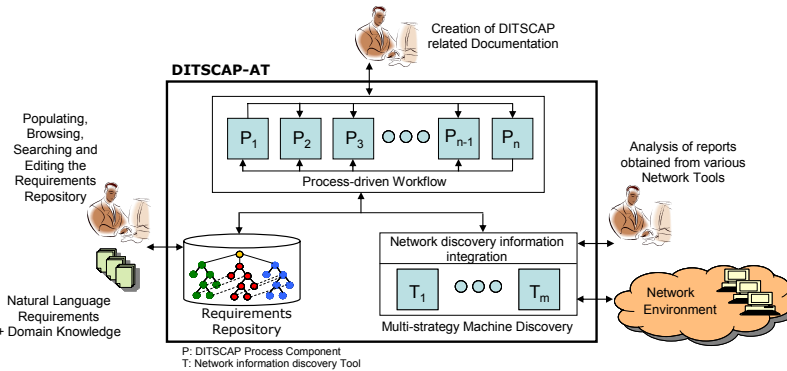 Creation of DITSCAP
related Documentation
DITSCAP-AT
P1 P2 P3 Pn-1 Pn
Process-driven Workflow
Populating,
Browsing,
Searching and
Editing the
Requirements
Repository
Analysis of reports
obtained from various
Network Tools
Network discovery information
integration
T1 Tm
Multi-strategy Machine Discovery
Requirements
Repository
Natural Language
Requirements
+ Domain Knowledge
Network
Environment
P: DITSCAP Process Component
T: Network information discovery Tool